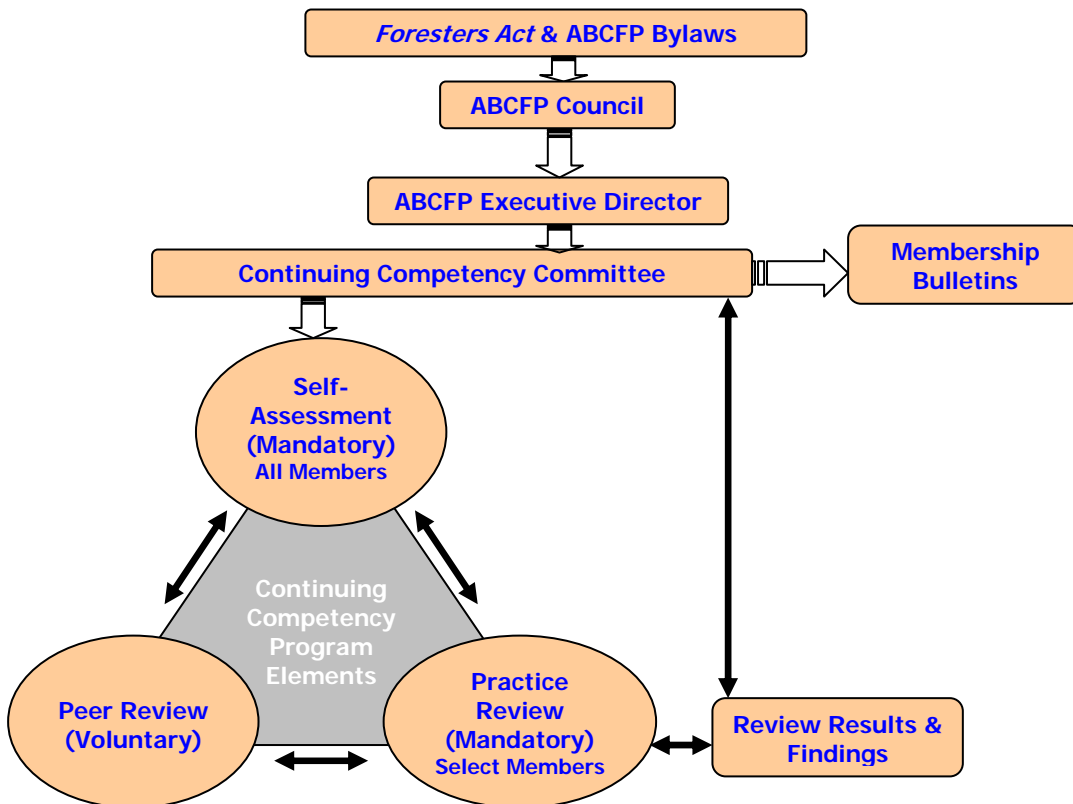 Foresters Act & ABCFP Bylaws
ABCFP Council
ABCFP Executive Director
Continuing Competency Committee
Membership
Bulletins
Self-
Assessment
(Mandatory)
All Members
Continuing
Competency
Program
Elements
Peer Review
(Voluntary)
Practice
Review
(Mandatory)
Select Members
Review Results &
Findings